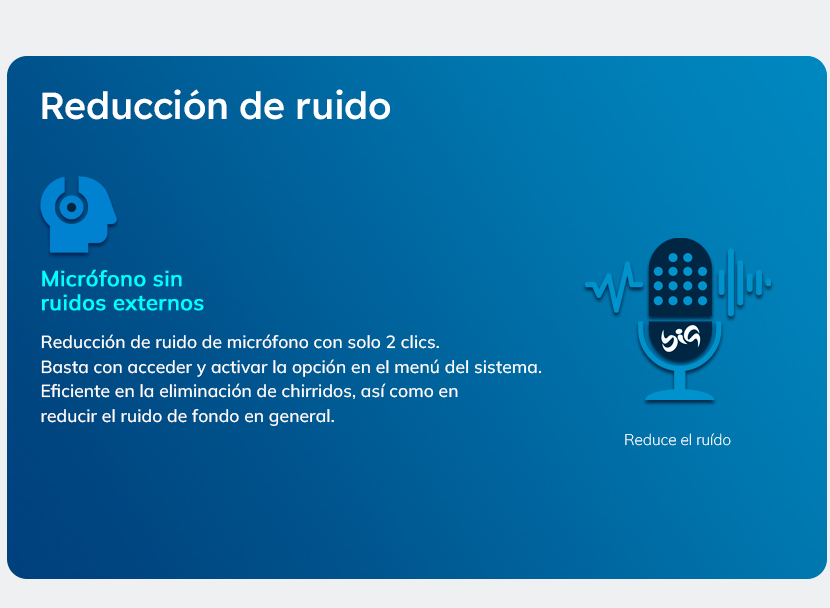 Reducción de ruido
Micrófono sin
ruidos externos
Reducción de ruido de micrófono con solo 2 clics.
Basta con acceder y activar la opción en el menú del sistema.
Eficiente en la eliminación de chirridos, así como en
reducir el ruido de fondo en general.
Reduce el ruído